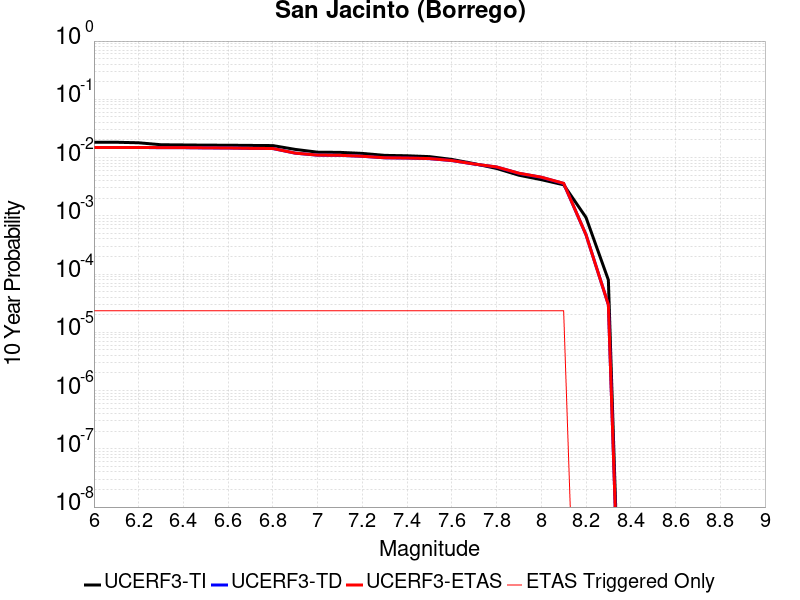 San Jacinto (Borrego)
10^0
10^-1
10^-2
10^-3
10^-4
10^-5
10^-6
10^-7
10^-8
10 Year Probability
6 6.2 6.4 6.6 6.8 7 7.2 7.4 7.6 7.8 8 8.2 8.4 8.6 8.8 9
Magnitude
UCERF3-TI UCERF3-TD UCERF3-ETAS ETAS Triggered Only